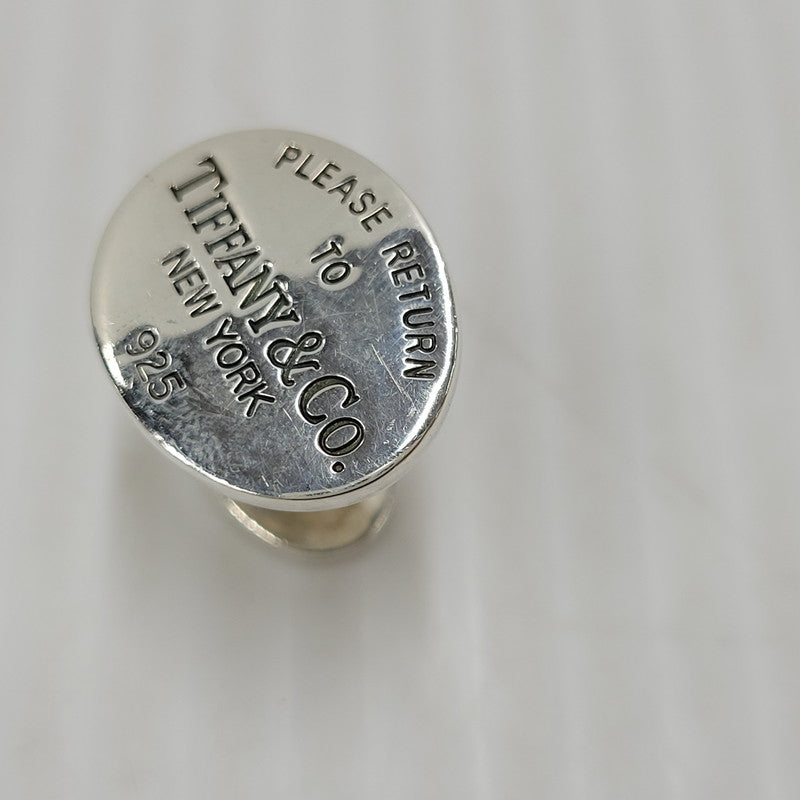 PLEASE RETURN
TO
TIFFANY & CO.
NEW YORK
925